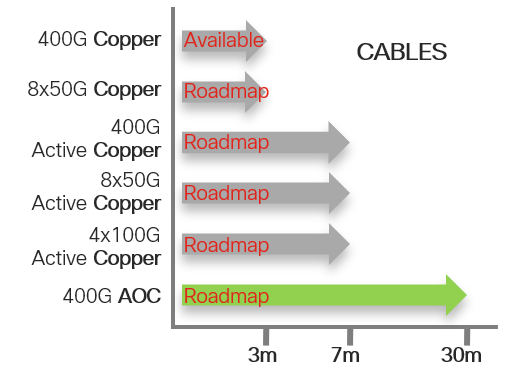 CABLES
400G Copper
Available
8x50G Copper
Roadmap
400G
Active Copper
Roadmap
8x50G
Active Copper
Roadmap
4x100G
Active Copper
Roadmap
400G AOC
Roadmap
3m
7m
30m